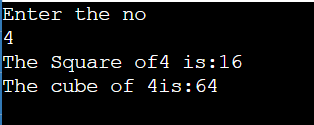 Enter the no
4
The Square of4 is:16
The cube of 4is:64